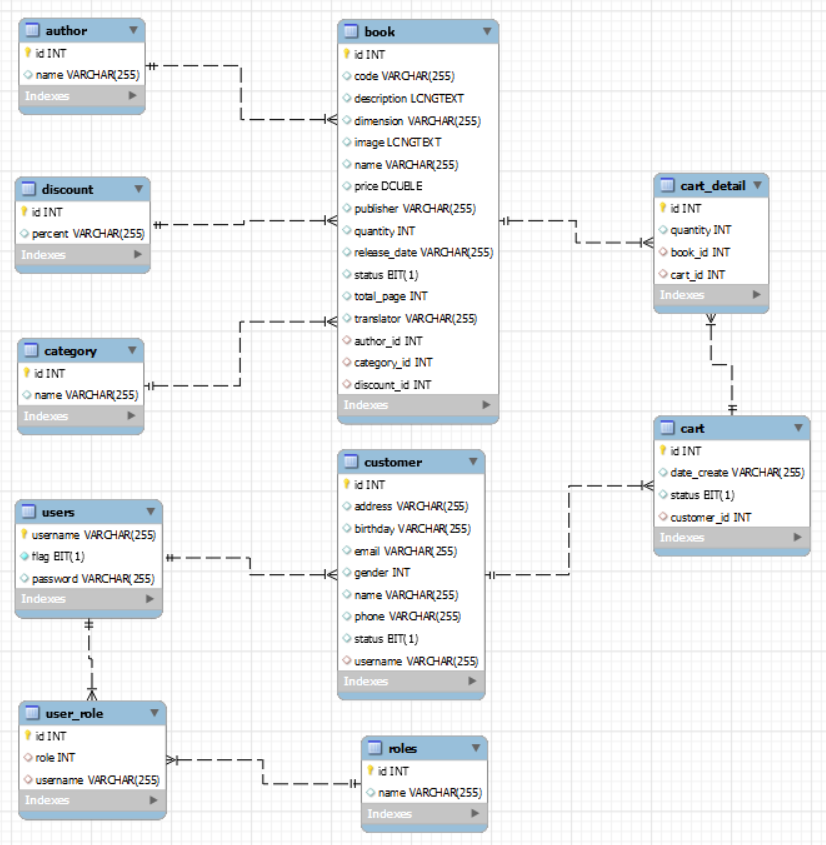 author
id INT
name VARCHAR(255)
Indexes
discount
id INT
percent VARCHAR(255)
Indexes
category
id INT
name VARCHAR(255)
Indexes
users
username VARCHAR(255)
flag BIT(1)
password VARCHAR(255)
Indexes
user_role
id INT
role INT
username VARCHAR(255)
Indexes
book
id INT
code VARCHAR(255)
description LONGTEXT
dimension VARCHAR(255)
image LONGTEXT
name VARCHAR(255)
price DOUBLE
publisher VARCHAR(255)
quantity INT
release_date VARCHAR(255)
status BIT(1)
total_page INT
translator VARCHAR(255)
author_id INT
category_id INT
discount_id INT
Indexes
customer
id INT
address VARCHAR(255)
birthday VARCHAR(255)
email VARCHAR(255)
gender INT
name VARCHAR(255)
phone VARCHAR(255)
status BIT(1)
username VARCHAR(255)
Indexes
roles
id INT
name VARCHAR(255)
Indexes
cart_detail
id INT
quantity INT
book_id INT
cart_id INT
Indexes
cart
id INT
date_create VARCHAR(255)
status BIT(1)
customer_id INT
Indexes